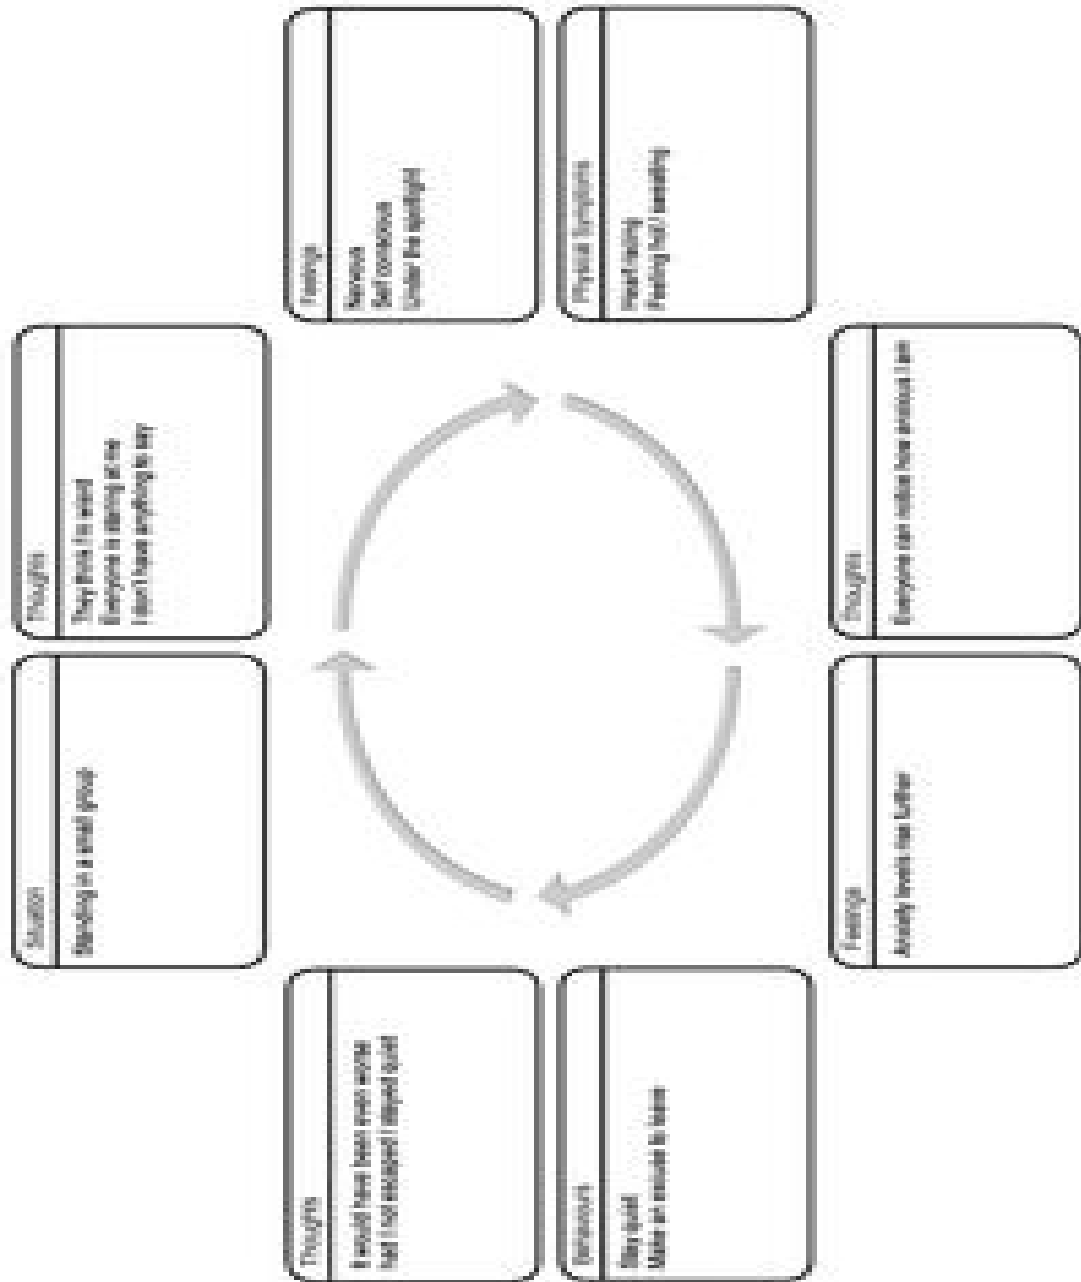 Situation
Standing in a small group
Thoughts
They think I'm weird
Everyone is staring at me
I don't have anything to say
Feelings
Nervous
Self conscious
Under the spotlight
Physical Symptoms
Heart racing
Feeling hot / sweating
Thoughts
Everyone can notice how anxious I am
Feelings
Anxiety levels rise further
Behaviours
Stay quiet
Make an excuse to leave
Thoughts
It would have been even worse
had I not escaped / stayed quiet